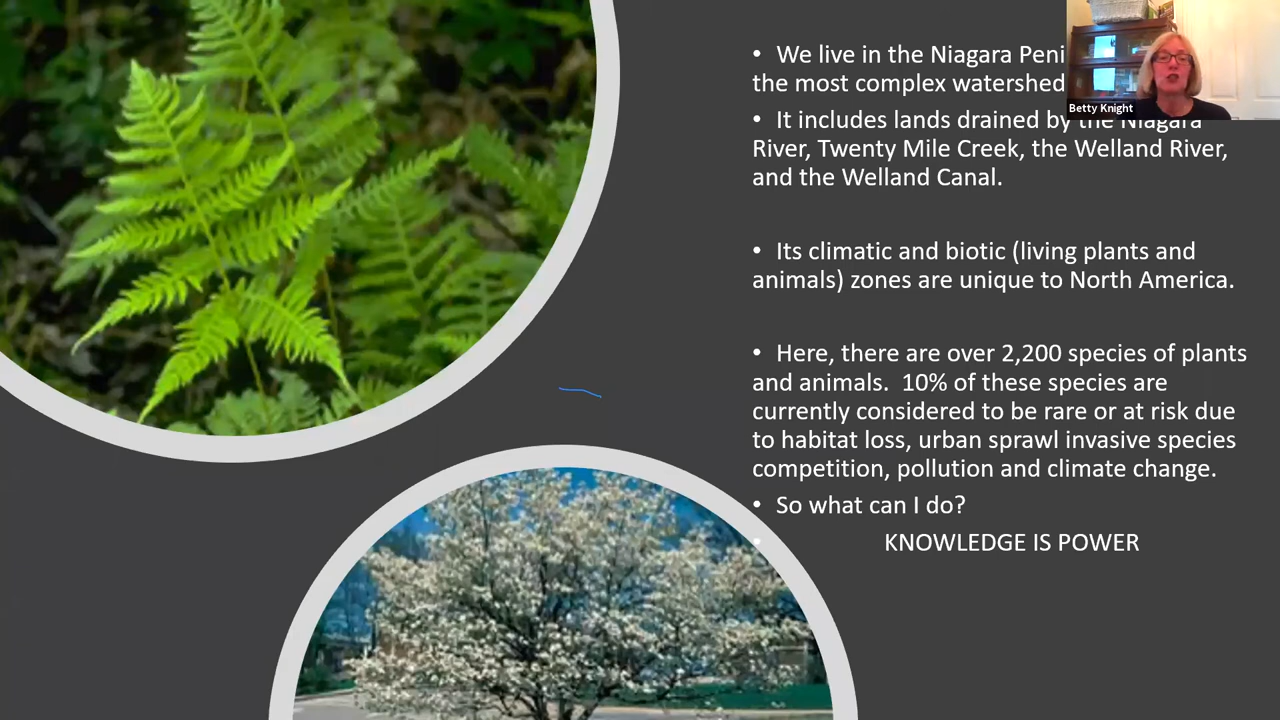 • We live in the Niagara
the most complex watershed
• It includes lands drained by the Niagara
River, Twenty Mile Creek, the Welland River,
and the Welland Canal.
• Its climatic and biotic (living plants and
animals) zones are unique to North America.
• Here, there are over 2,200 species of plants
and animals.  10% of these species are
currently considered to be rare or at risk due
to habitat loss, urban sprawl invasive species
competition, pollution and climate change.
• So what can I do?
• KNOWLEDGE IS POWER
Betty Knight